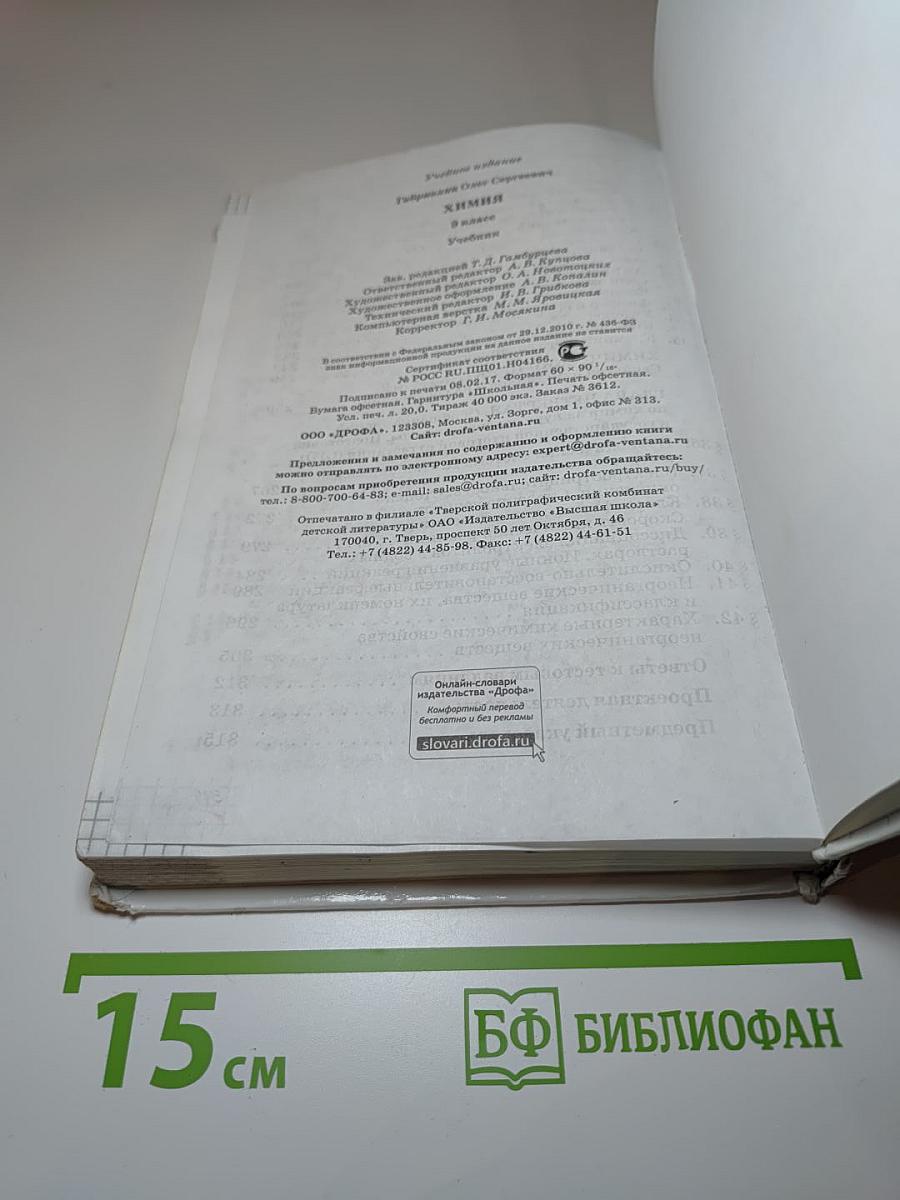 Учебное издание
Габриелян Олег Сергеевич
ХИМИЯ
9 класс
Учебник
Зав. редакцией Т. Д. Гамбурцева
Ответственный редактор А. В. Купцова
Художественный редактор О. А. Новотоцких
Художественное оформление А. В. Копалин
Технический редактор И. В. Грибкова
Компьютерная верстка М. М. Яровицкая
Корректор Г. И. Мосякина
В соответствии с Федеральным законом от 29.12.2010 г. № 436-ФЗ
знак информационной продукции на данное издание не ставится
Сертификат соответствия
№ РОСС RU.ПЩ01.Н04166.
Подписано к печати 08.02.17. Формат 60 × 90 1/16.
Бумага офсетная. Гарнитура «Школьная». Печать офсетная.
Усл. печ. л. 20,0. Тираж 40 000 экз. Заказ № 3612.
ООО «ДРОФА». 123308, Москва, ул. Зорге, дом 1, офис № 313.
Сайт: drofa-ventana.ru
Предложения и замечания по содержанию и оформлению книги
можно отправлять по электронному адресу: expert@drofa-ventana.ru
По вопросам приобретения продукции издательства обращайтесь:
тел.: 8-800-700-64-83; e-mail: sales@drofa.ru; сайт: drofa-ventana.ru/buy/
Отпечатано в филиале «Тверской полиграфический комбинат
детской литературы» ОАО «Издательство «Высшая школа»
170040, г. Тверь, проспект 50 лет Октября, д. 46
Тел.: +7 (4822) 44-85-98. Факс: +7 (4822) 44-61-51
Онлайн-словари
издательства «Дрофа»
Комфортный перевод
бесплатно и без рекламы
slovari.drofa.ru
15 см
БФ БИБЛИОФАН